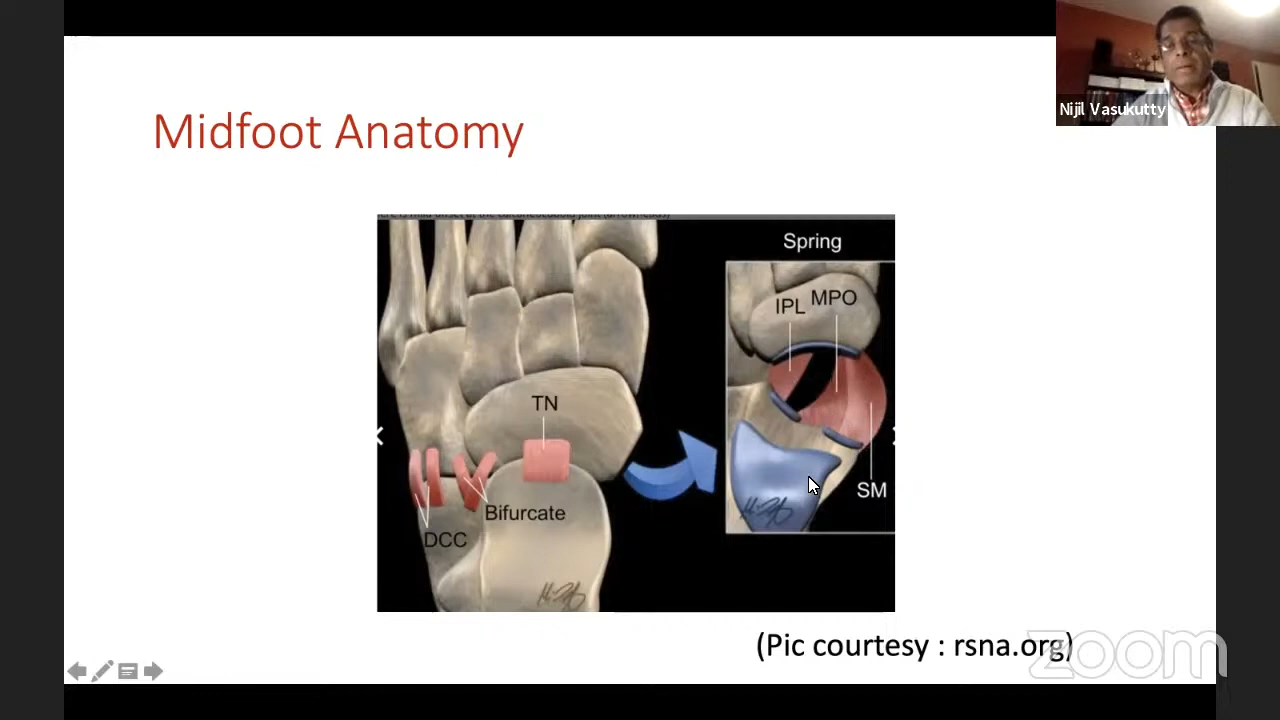 Nijil Vasukutty
Midfoot Anatomy
Spring
IPL
MPO
TN
SM
Bifurcate
DCC
(Pic courtesy : rsna.org)
zoom